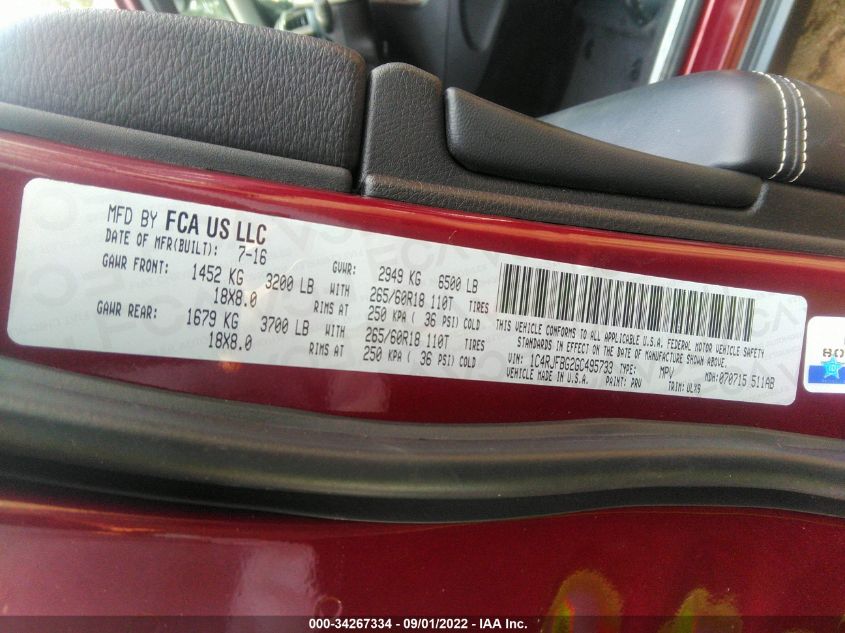 MFD BY FCA US LLC
DATE OF MFR(BUILT): 7-16 GVWR: 2949 KG 6500 LB
GAWR FRONT: 1452 KG 3200 LB WITH 265/60R18 110T TIRES
18X8.0 RIMS AT 250 KPA ( 36 PSI) COLD
GAWR REAR: 1679 KG 3700 LB WITH 265/60R18 110T TIRES
18X8.0 RIMS AT 250 KPA ( 36 PSI) COLD
THIS VEHICLE CONFORMS TO ALL APPLICABLE U.S.A. FEDERAL MOTOR VEHICLE SAFETY
STANDARDS IN EFFECT ON THE DATE OF MANUFACTURE SHOWN ABOVE.
VIN: 1C4RJFBG2GC495733 TYPE: MPV MDH:070715 511AB
VEHICLE MADE IN U.S.A. PAINT: PRV TRIM: VLX9
000-34267334 - 09/01/2022 - IAA Inc.